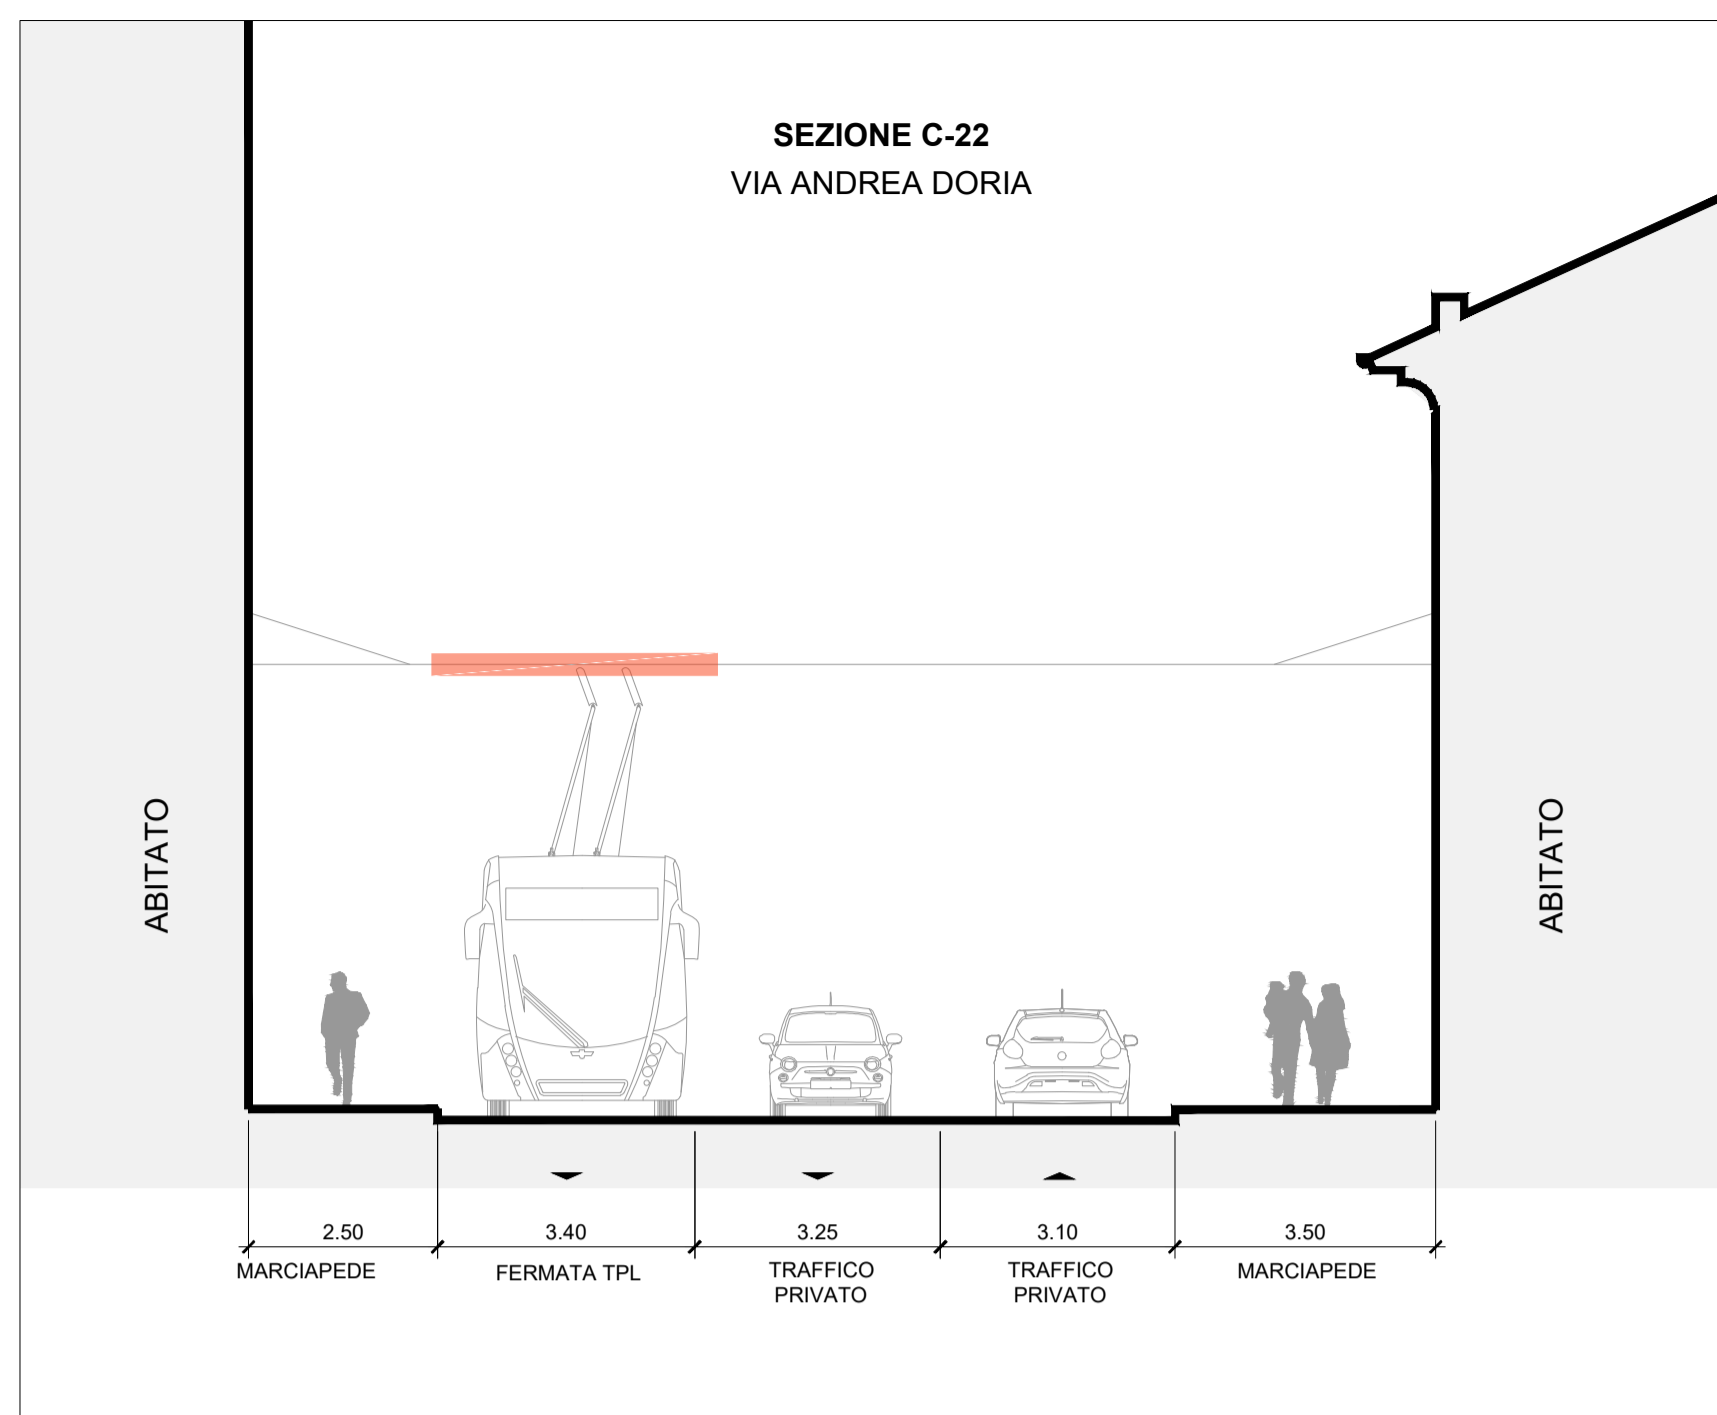 SEZIONE C-22
VIA ANDREA DORIA
ABITATO
ABITATO
2.50
3.40
3.25
3.10
3.50
MARCIAPEDE
FERMATA TPL
TRAFFICO
PRIVATO
TRAFFICO
PRIVATO
MARCIAPEDE